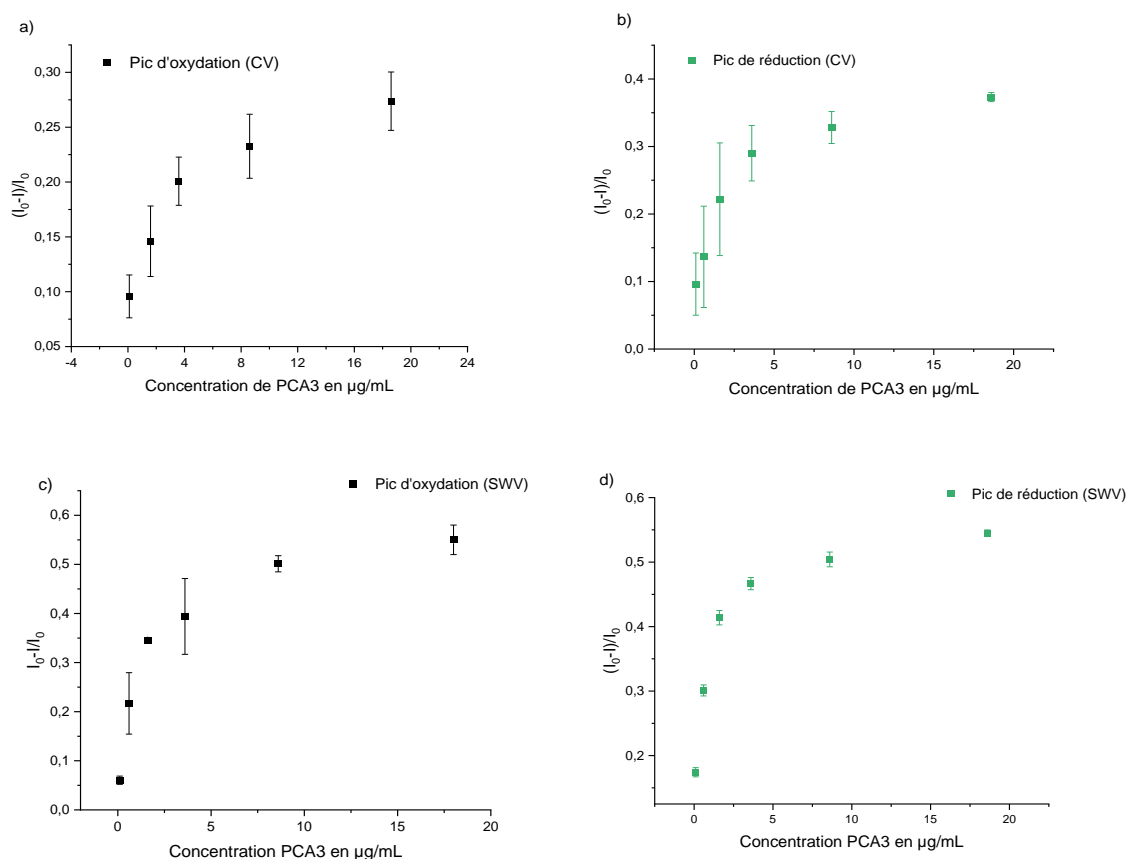 a)
Pic d'oxydation (CV)
0,30
0,25
0,20
0,15
0,10
0,05
(I0-I)/I0
-4 0 4 8 12 16 20 24
Concentration de PCA3 en µg/mL
b)
Pic de réduction (CV)
0,4
0,3
0,2
0,1
0,0
(I0-I)/I0
0 5 10 15 20
Concentration de PCA3 en µg/mL
c)
Pic d'oxydation (SWV)
0,6
0,5
0,4
0,3
0,2
0,1
0,0
I0-I/I0
0 5 10 15 20
Concentration PCA3 en µg/mL
d)
Pic de réduction (SWV)
0,6
0,5
0,4
0,3
0,2
(I0-I)/I0
0 5 10 15 20
Concentration PCA3 en µg/mL